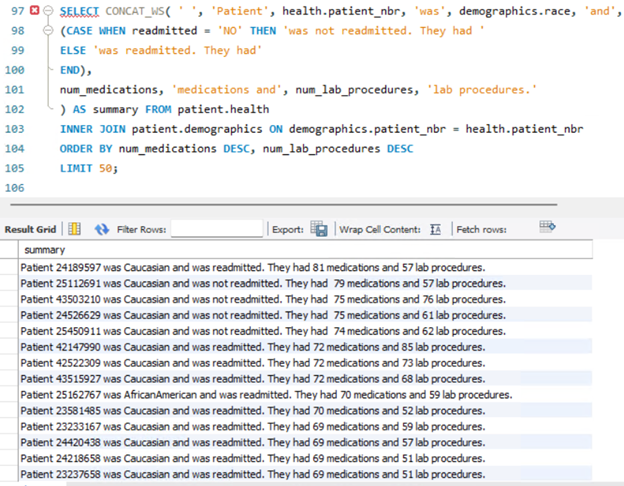 97 SELECT CONCAT_WS( ' ', 'Patient', health.patient_nbr, 'was', demographics.race, 'and',
98 (CASE WHEN readmitted = 'NO' THEN 'was not readmitted. They had '
99 ELSE 'was readmitted. They had'
100 END),
101 num_medications, 'medications and', num_lab_procedures, 'lab procedures.'
102 ) AS summary FROM patient.health
103 INNER JOIN patient.demographics ON demographics.patient_nbr = health.patient_nbr
104 ORDER BY num_medications DESC, num_lab_procedures DESC
105 LIMIT 50;
106
Result Grid Filter Rows: Export: Wrap Cell Content: Fetch rows:
summary
Patient 24189597 was Caucasian and was readmitted. They had 81 medications and 57 lab procedures.
Patient 25112691 was Caucasian and was not readmitted. They had  79 medications and 57 lab procedures.
Patient 43503210 was Caucasian and was not readmitted. They had  75 medications and 76 lab procedures.
Patient 24526629 was Caucasian and was not readmitted. They had  75 medications and 61 lab procedures.
Patient 25450911 was Caucasian and was not readmitted. They had  74 medications and 62 lab procedures.
Patient 42147990 was Caucasian and was readmitted. They had 72 medications and 85 lab procedures.
Patient 42522309 was Caucasian and was readmitted. They had 72 medications and 73 lab procedures.
Patient 43515927 was Caucasian and was readmitted. They had 72 medications and 68 lab procedures.
Patient 25162767 was AfricanAmerican and was readmitted. They had 70 medications and 59 lab procedures.
Patient 23581485 was Caucasian and was readmitted. They had 70 medications and 52 lab procedures.
Patient 23233167 was Caucasian and was readmitted. They had 69 medications and 59 lab procedures.
Patient 24420438 was Caucasian and was readmitted. They had 69 medications and 57 lab procedures.
Patient 24218658 was Caucasian and was readmitted. They had 69 medications and 51 lab procedures.
Patient 23237658 was Caucasian and was readmitted. They had 69 medications and 51 lab procedures.